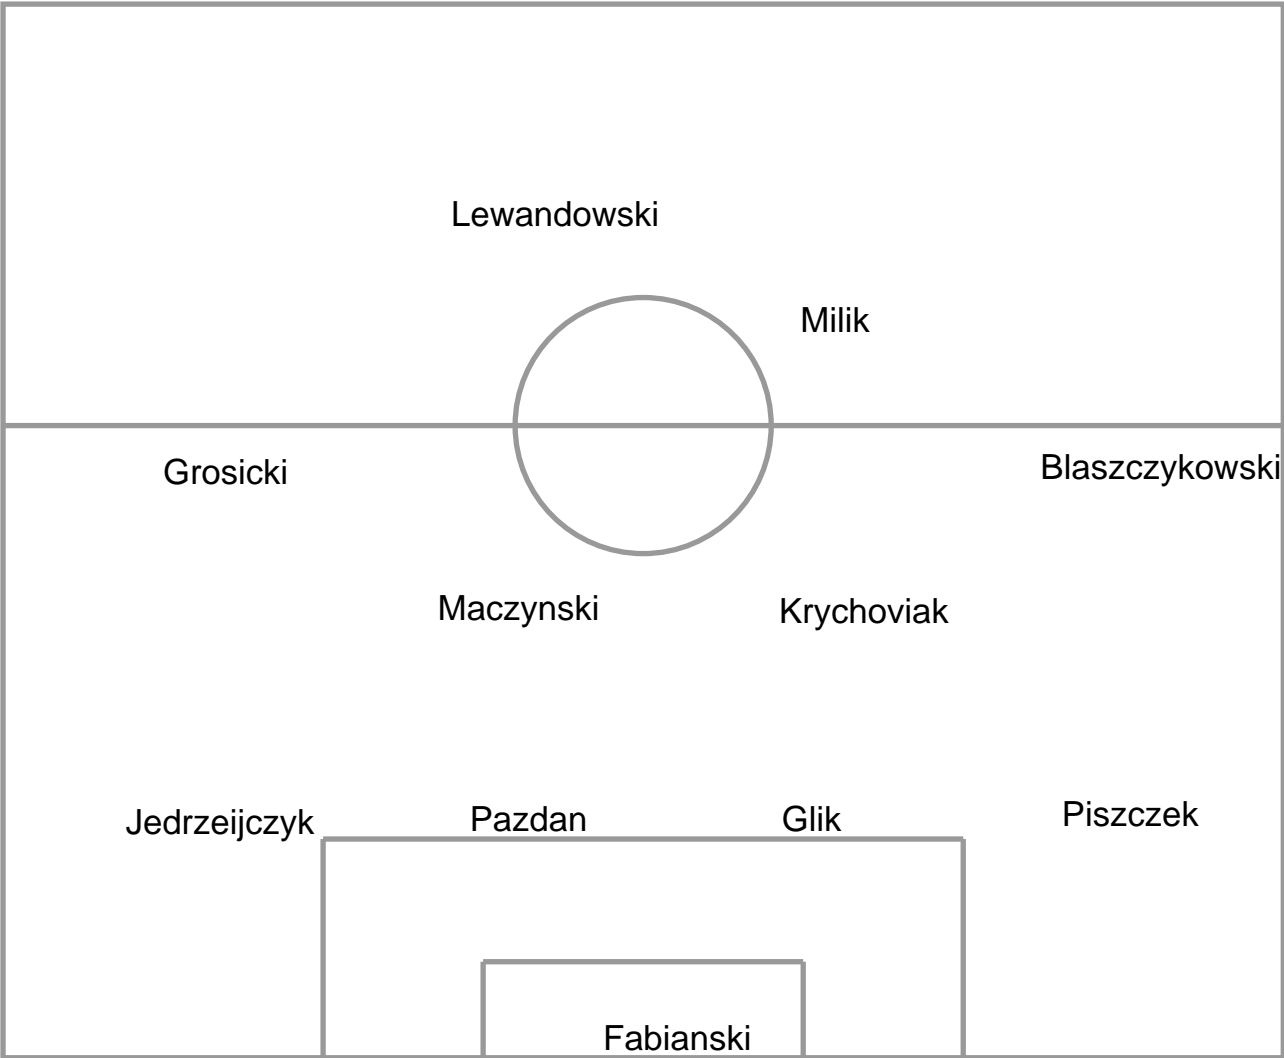 Lewandowski
Milik
Grosicki
Blaszczykowski
Maczynski
Krychoviak
Jedrzeijczyk
Pazdan
Glik
Piszczek
Fabianski